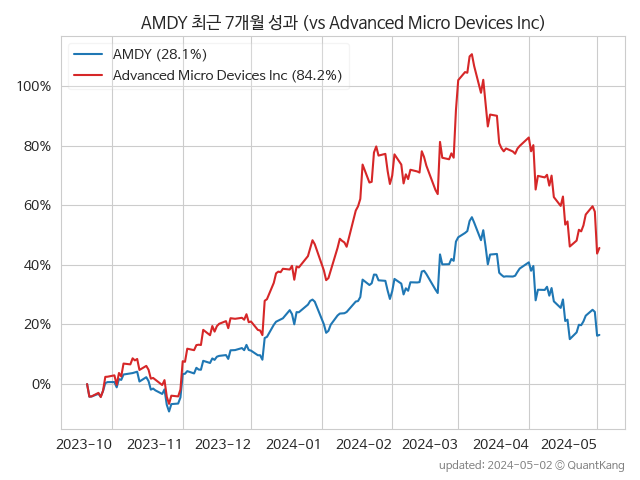 AMDY 최근 7개월 성과 (vs Advanced Micro Devices Inc)
AMDY (28.1%)
Advanced Micro Devices Inc (84.2%)
100%
80%
60%
40%
20%
0%
2023-10 2023-11 2023-12 2024-01 2024-02 2024-03 2024-04 2024-05
updated: 2024-05-02 © QuantKang